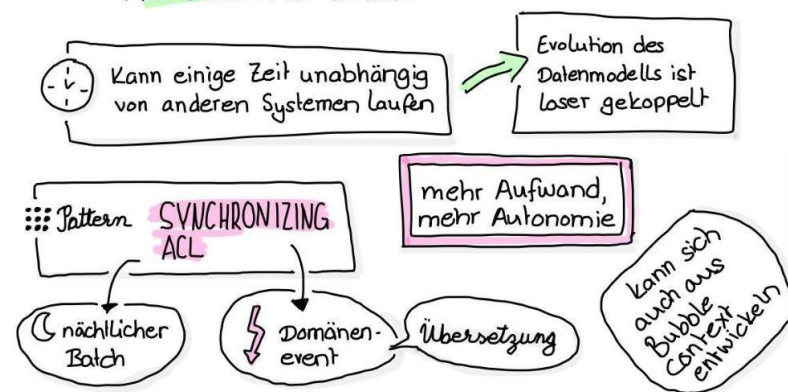 Kann einige Zeit unabhängig
von anderen Systemen laufen
Evolution des
Datenmodells ist
loser gekoppelt
Pattern SYNCHRONIZING
ACL
mehr Aufwand,
mehr Autonomie
nächtlicher
Batch
Domänen-
event
Übersetzung
kann sich
auch aus
Bubble
Context
entwickeln